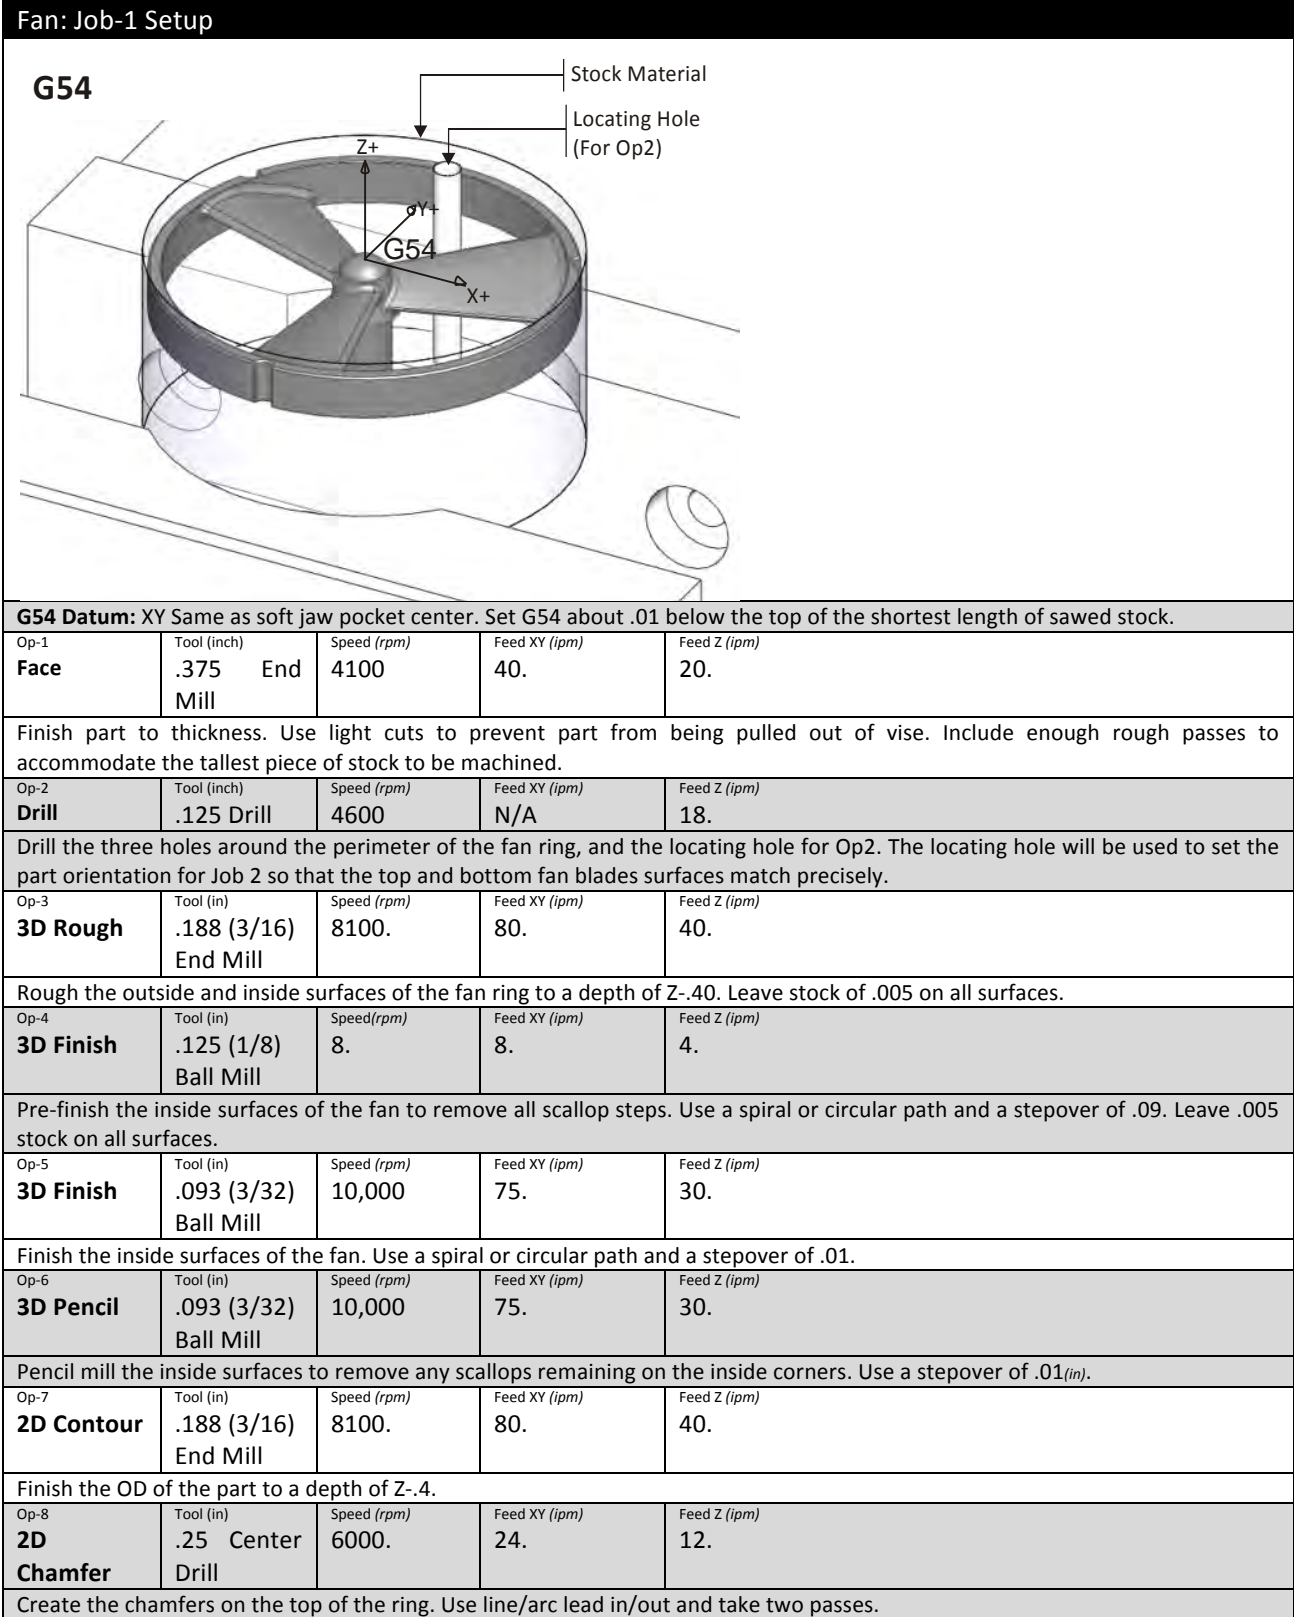 Fan: Job-1 Setup
G54
Stock Material
Locating Hole
(For Op2)
Z+
Y+
G54
X+
G54 Datum: XY Same as soft jaw pocket center. Set G54 about .01 below the top of the shortest length of sawed stock.
Op-1 Tool (inch) Speed (rpm) Feed XY (ipm) Feed Z (ipm)
Face .375 End 4100 40. 20.
Mill
Finish part to thickness. Use light cuts to prevent part from being pulled out of vise. Include enough rough passes to
accommodate the tallest piece of stock to be machined.
Op-2 Tool (inch) Speed (rpm) Feed XY (ipm) Feed Z (ipm)
Drill .125 Drill 4600 N/A 18.
Drill the three holes around the perimeter of the fan ring, and the locating hole for Op2. The locating hole will be used to set the
part orientation for Job 2 so that the top and bottom fan blades surfaces match precisely.
Op-3 Tool (in) Speed (rpm) Feed XY (ipm) Feed Z (ipm)
3D Rough .188 (3/16) 8100. 80. 40.
End Mill
Rough the outside and inside surfaces of the fan ring to a depth of Z-.40. Leave stock of .005 on all surfaces.
Op-4 Tool (in) Speed(rpm) Feed XY (ipm) Feed Z (ipm)
3D Finish .125 (1/8) 8. 8. 4.
Ball Mill
Pre-finish the inside surfaces of the fan to remove all scallop steps. Use a spiral or circular path and a stepover of .09. Leave .005
stock on all surfaces.
Op-5 Tool (in) Speed (rpm) Feed XY (ipm) Feed Z (ipm)
3D Finish .093 (3/32) 10,000 75. 30.
Ball Mill
Finish the inside surfaces of the fan. Use a spiral or circular path and a stepover of .01.
Op-6 Tool (in) Speed (rpm) Feed XY (ipm) Feed Z (ipm)
3D Pencil .093 (3/32) 10,000 75. 30.
Ball Mill
Pencil mill the inside surfaces to remove any scallops remaining on the inside corners. Use a stepover of .01(in).
Op-7 Tool (in) Speed (rpm) Feed XY (ipm) Feed Z (ipm)
2D Contour .188 (3/16) 8100. 80. 40.
End Mill
Finish the OD of the part to a depth of Z-.4.
Op-8 Tool (in) Speed (rpm) Feed XY (ipm) Feed Z (ipm)
2D .25 Center 6000. 24. 12.
Chamfer Drill
Create the chamfers on the top of the ring. Use line/arc lead in/out and take two passes.